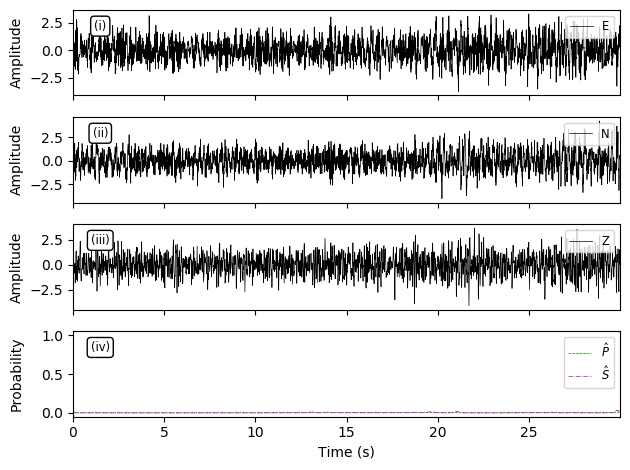 Amplitude
2.5
0.0
−2.5
(i)
E
Amplitude
2.5
0.0
−2.5
(ii)
N
Amplitude
2.5
0.0
−2.5
(iii)
Z
Probability
1.0
0.5
0.0
(iv)
P̂
Ŝ
0 5 10 15 20 25
Time (s)